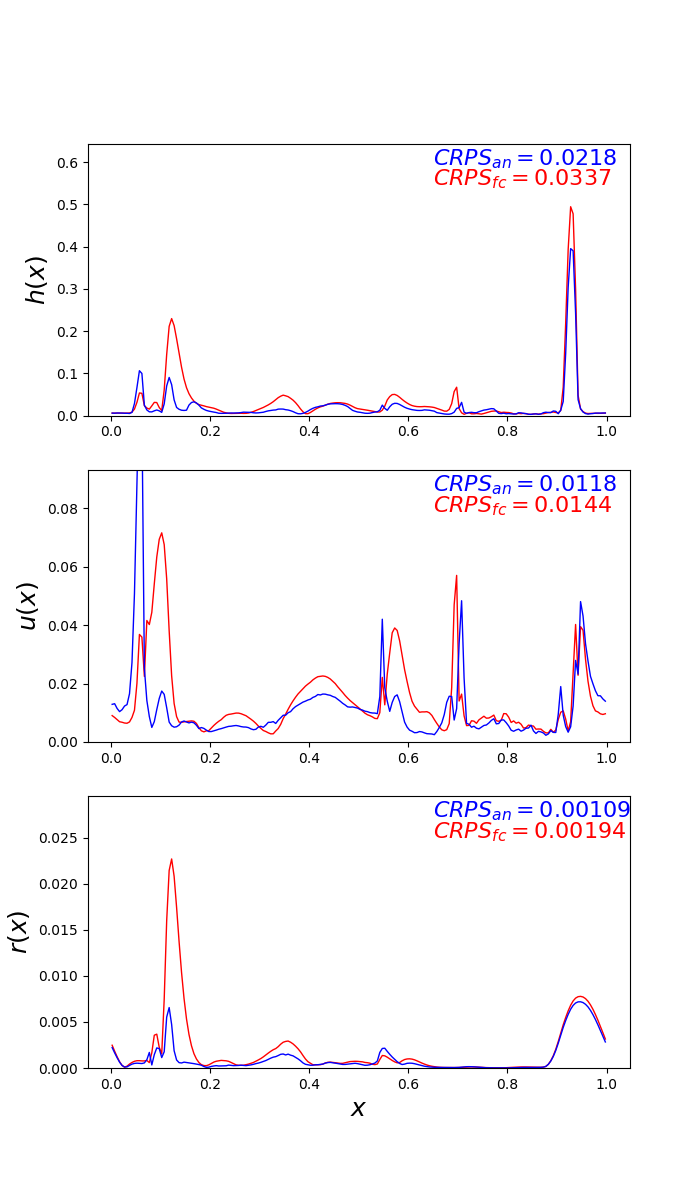 CRPS_an = 0.0218
CRPS_fc = 0.0337
h(x)
0.6
0.5
0.4
0.3
0.2
0.1
0.0
0.0 0.2 0.4 0.6 0.8 1.0
CRPS_an = 0.0118
CRPS_fc = 0.0144
u(x)
0.08
0.06
0.04
0.02
0.00
0.0 0.2 0.4 0.6 0.8 1.0
CRPS_an = 0.00109
CRPS_fc = 0.00194
r(x)
0.025
0.020
0.015
0.010
0.005
0.000
0.0 0.2 0.4 0.6 0.8 1.0
x